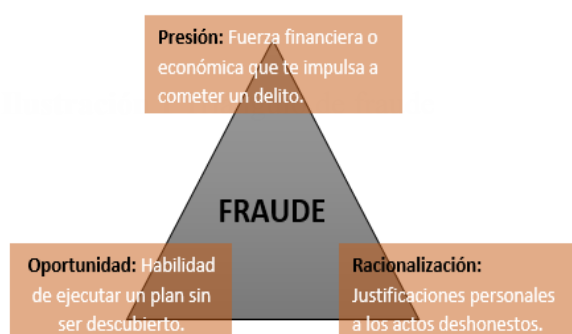 Presión: Fuerza financiera o
económica que te impulsa a
cometer un delito.
FRAUDE
Oportunidad: Habilidad
de ejecutar un plan sin
ser descubierto.
Racionalización:
Justificaciones personales
a los actos deshonestos.